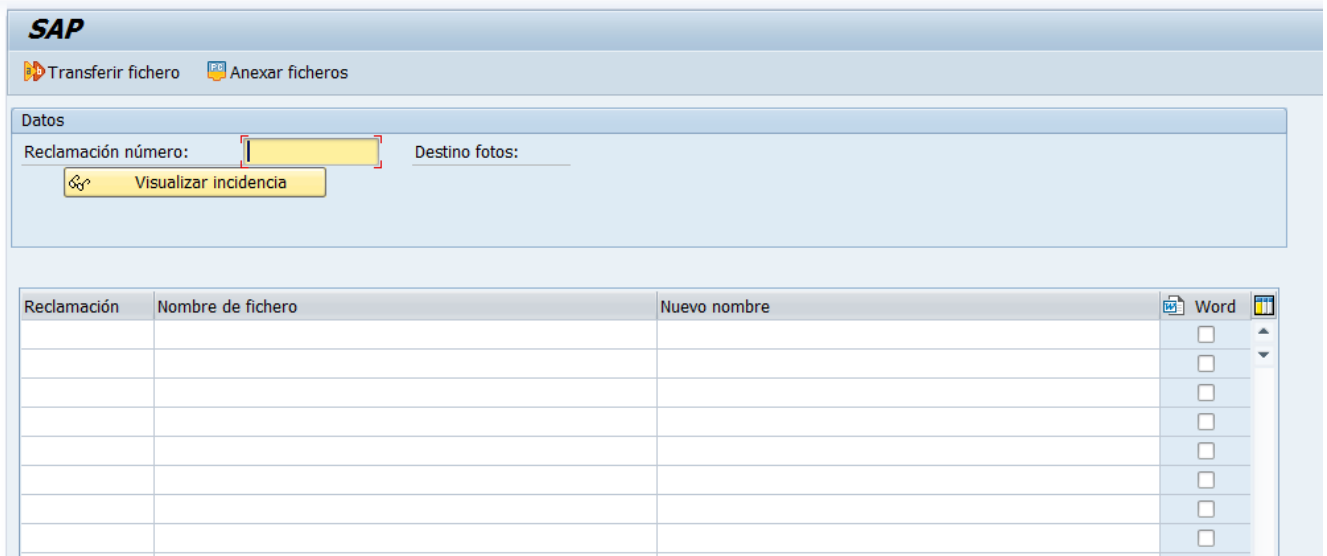 SAP
Transferir fichero Anexar ficheros
Datos
Reclamación número: Destino fotos:
Visualizar incidencia
Reclamación Nombre de fichero Nuevo nombre Word